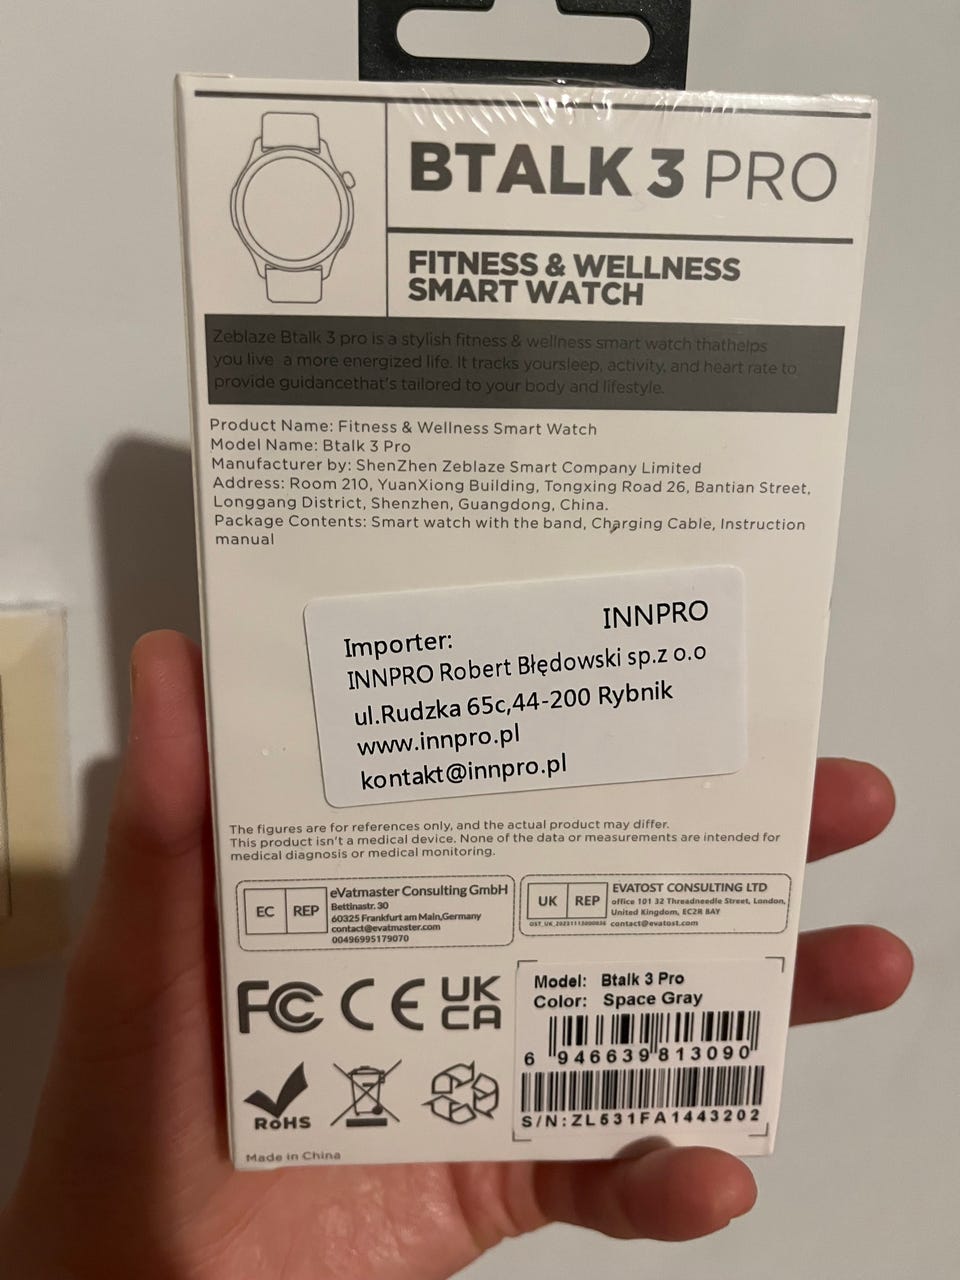 BTALK 3 PRO
FITNESS & WELLNESS
SMART WATCH
Zeblaze Btalk 3 pro is a stylish fitness & wellness smart watch thathelps
you live a more energized life. It tracks yoursleep, activity, and heart rate to
provide guidancethat's tailored to your body and lifestyle.
Product Name: Fitness & Wellness Smart Watch
Model Name: Btalk 3 Pro
Manufacturer by: ShenZhen Zeblaze Smart Company Limited
Address: Room 210, YuanXiong Building, Tongxing Road 26, Bantian Street,
Longgang District, Shenzhen, Guangdong, China.
Package Contents: Smart watch with the band, Charging Cable, Instruction
manual
INNPRO
Importer:
INNPRO Robert Błędowski sp.z o.o
ul.Rudzka 65c,44-200 Rybnik
www.innpro.pl
kontakt@innpro.pl
The figures are for references only, and the actual product may differ.
This product isn't a medical device. None of the data or measurements are intended for
medical diagnosis or medical monitoring.
EC REP
eVatmaster Consulting GmbH
Bettinastr. 30
60325 Frankfurt am Main,Germany
contact@evatmaster.com
00496995179070
UK REP
EVATOST CONSULTING LTD
office 101 32 Threadneedle Street, London,
United Kingdom, EC2R 8AY
contact@evatost.com
FC CE UK
CA
Model: Btalk 3 Pro
Color: Space Gray
6 946639 813090
S/N:ZL531FA1443202
RoHS
Made in China